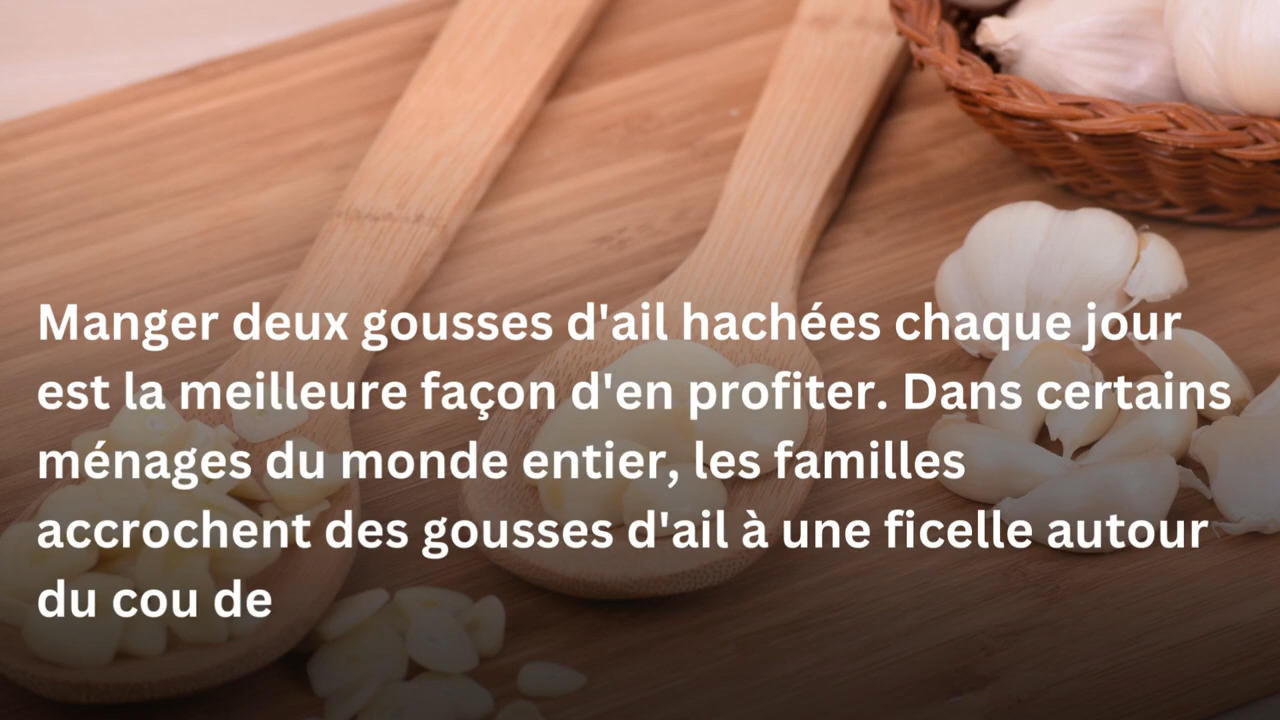 Manger deux gousses d'ail hachées chaque jour
est la meilleure façon d'en profiter. Dans certains
ménages du monde entier, les familles
accrochent des gousses d'ail à une ficelle autour
du cou de